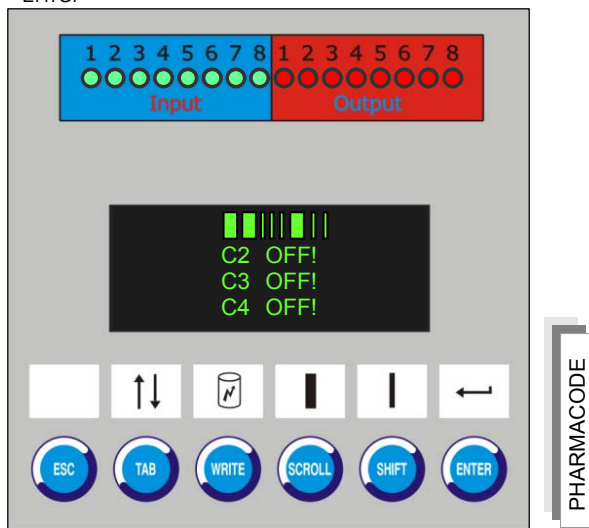 1 2 3 4 5 6 7 8 1 2 3 4 5 6 7 8
Input Output
C2 OFF!
C3 OFF!
C4 OFF!
ESC TAB WRITE SCROLL SHIFT ENTER
PHARMACODE